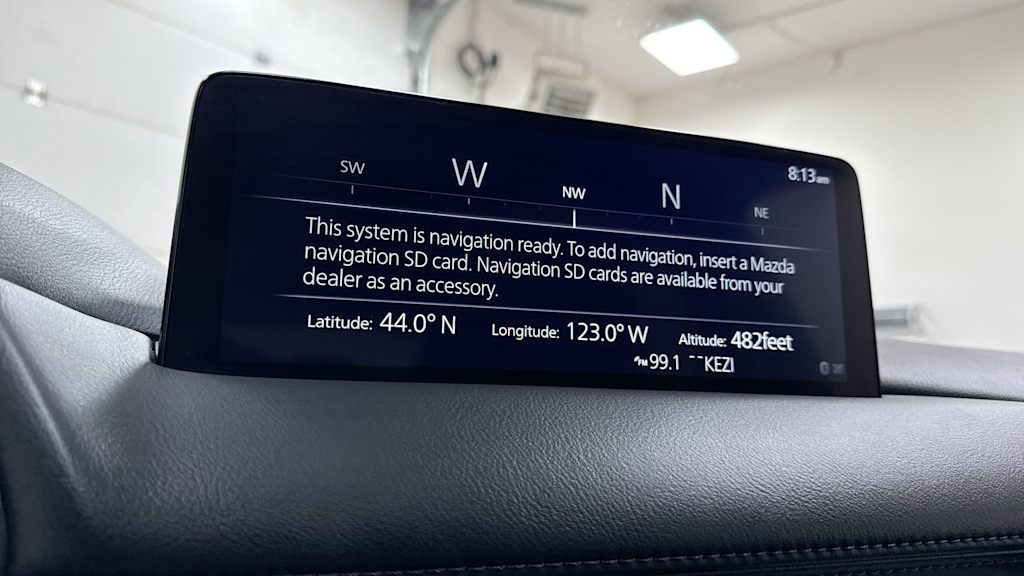 8:13am
SW W NW N NE
This system is navigation ready. To add navigation, insert a Mazda
navigation SD card. Navigation SD cards are available from your
dealer as an accessory.
Latitude: 44.0° N Longitude: 123.0° W Altitude: 482feet
FM 99.1 ˉˉKEZI